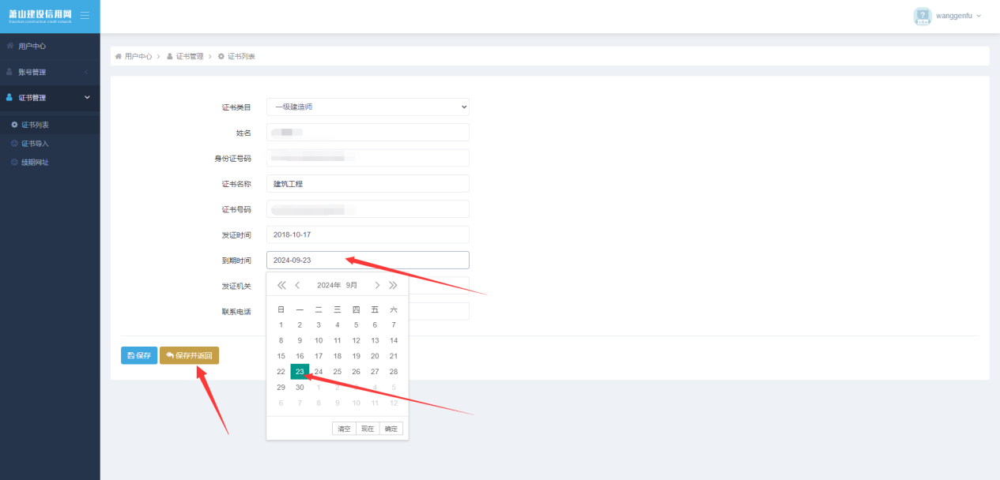 萧山建设信用网
wanggenfu
用户中心
账号管理
证书管理
证书列表
证书导入
续期网址
用户中心 > 证书管理 > 证书列表
证书类目 一级建造师
姓名
身份证号码
证书名称 建筑工程
证书号码
发证时间 2018-10-17
到期时间 2024-09-23
发证机关
联系电话
2024年 9月
日 一 二 三 四 五 六
1 2 3 4 5 6 7
8 9 10 11 12 13 14
15 16 17 18 19 20 21
22 23 24 25 26 27 28
29 30 1 2 3 4 5
6 7 8 9 10 11 12
清空 现在 确定
保存 保存并返回